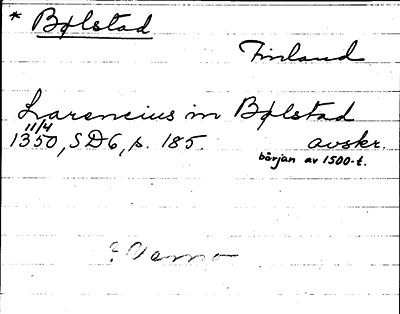 * Bølstad
Finland
Larencius in Bølstad
11/4
1350, SD6, s. 185. avskr.
början av 1500-t.